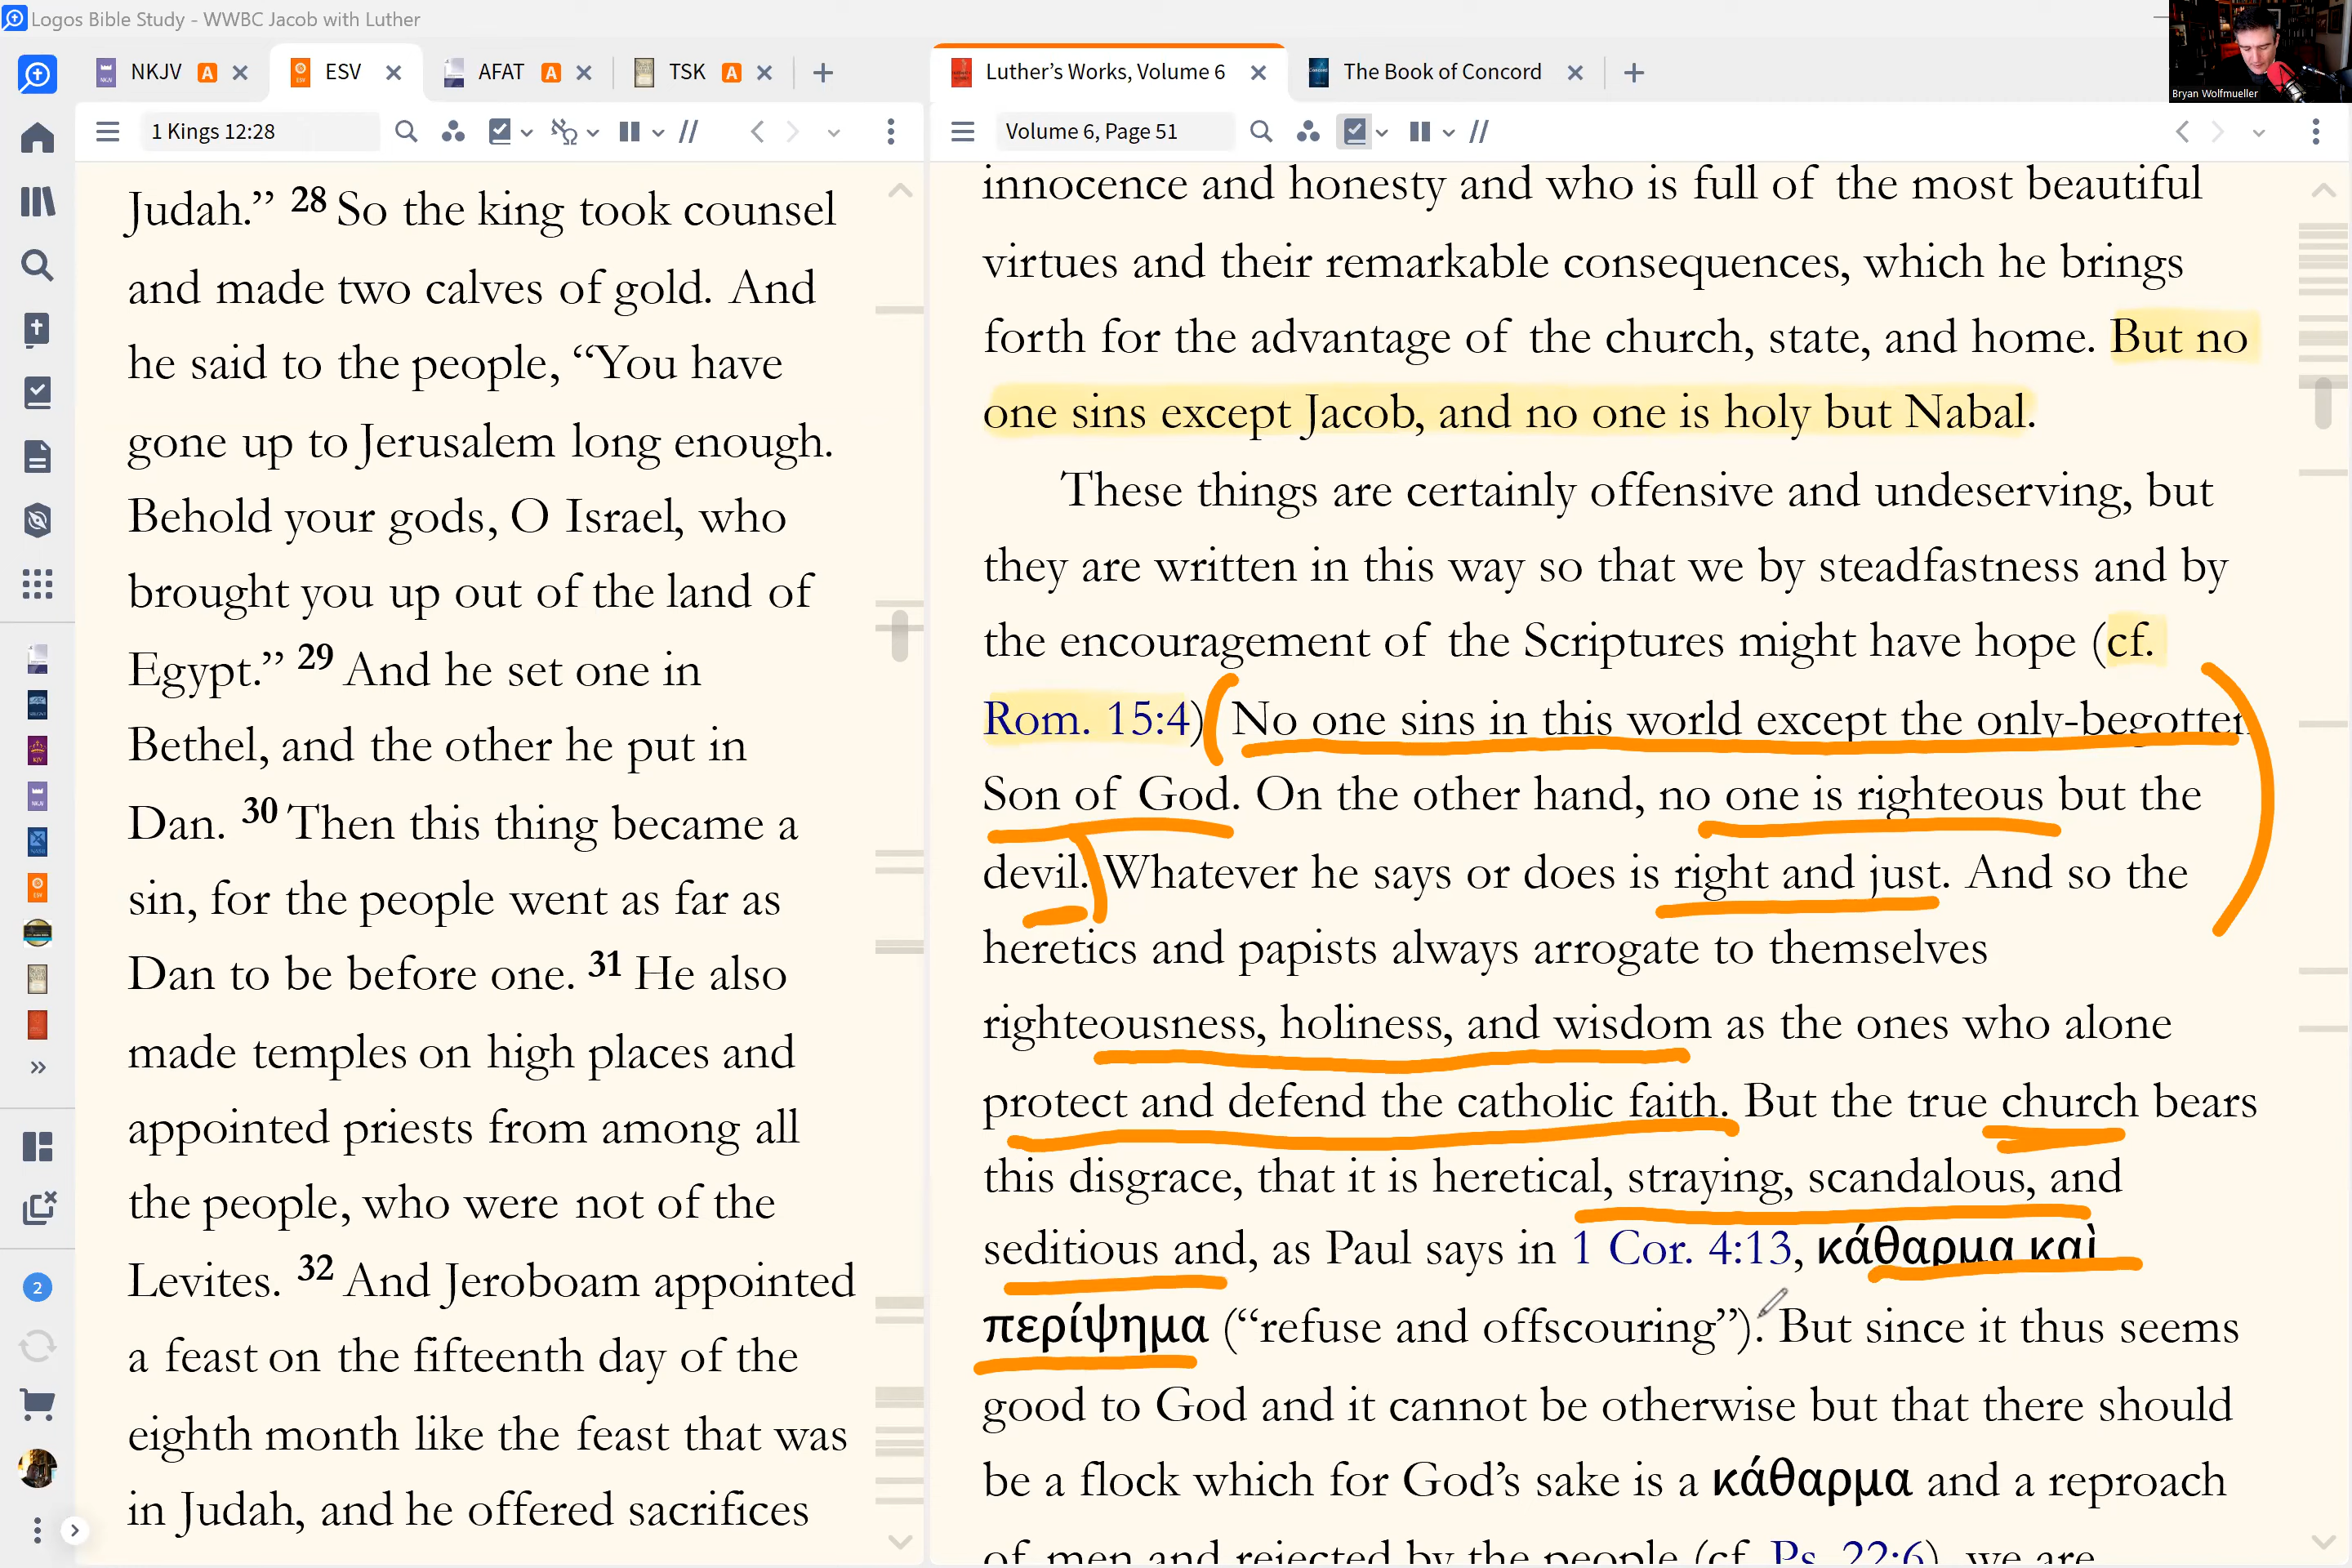 Logos Bible Study - WWBC Jacob with Luther
Bryan Wolfmueller
NKJV A
ESV
AFAT A
TSK A
Luther's Works, Volume 6
The Book of Concord
1 Kings 12:28
Volume 6, Page 51
Judah.” 28 So the king took counsel
and made two calves of gold. And
he said to the people, “You have
gone up to Jerusalem long enough.
Behold your gods, O Israel, who
brought you up out of the land of
Egypt.” 29 And he set one in
Bethel, and the other he put in
Dan. 30 Then this thing became a
sin, for the people went as far as
Dan to be before one. 31 He also
made temples on high places and
appointed priests from among all
the people, who were not of the
Levites. 32 And Jeroboam appointed
a feast on the fifteenth day of the
eighth month like the feast that was
in Judah, and he offered sacrifices
2
innocence and honesty and who is full of the most beautiful
virtues and their remarkable consequences, which he brings
forth for the advantage of the church, state, and home. But no
one sins except Jacob, and no one is holy but Nabal.
These things are certainly offensive and undeserving, but
they are written in this way so that we by steadfastness and by
the encouragement of the Scriptures might have hope (cf.
Rom. 15:4) No one sins in this world except the only-begotten
Son of God. On the other hand, no one is righteous but the
devil. Whatever he says or does is right and just. And so the
heretics and papists always arrogate to themselves
righteousness, holiness, and wisdom as the ones who alone
protect and defend the catholic faith. But the true church bears
this disgrace, that it is heretical, straying, scandalous, and
seditious and, as Paul says in 1 Cor. 4:13, κάθαρμα καὶ
περίψημα (“refuse and offscouring”). But since it thus seems
good to God and it cannot be otherwise but that there should
be a flock which for God’s sake is a κάθαρμα and a reproach
of men and rejected by the people (cf. Ps. 22:6), we are